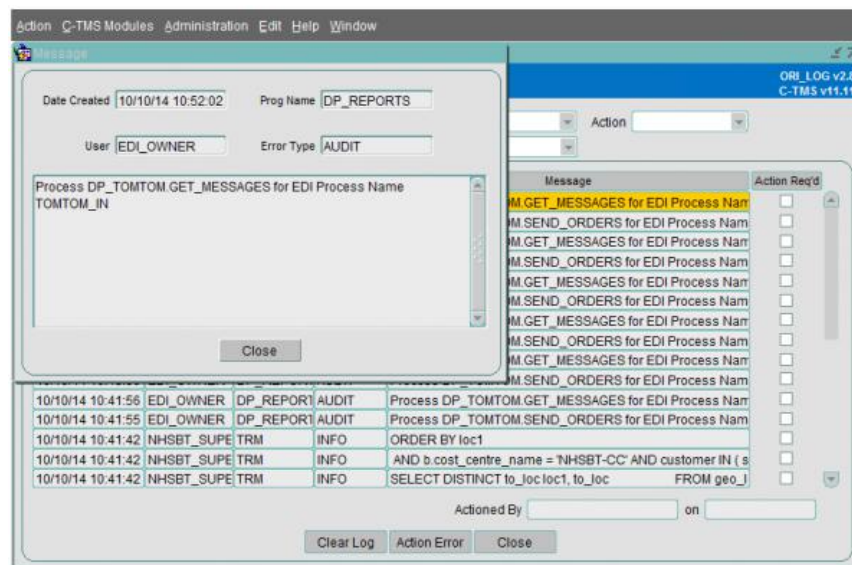 Action C-TMS Modules Administration Edit Help Window
Message
ORI_LOG
C-TMS
Date Created 10/10/14 10:52:02 Prog Name DP_REPORTS
Action
User EDI_OWNER Error Type AUDIT
Process DP_TOMTOM.GET_MESSAGES for EDI Process Name
TOMTOM_IN
Close
Message Action Req'd
M.GET_MESSAGES for EDI Process Nam
M.SEND_ORDERS for EDI Process Nam
M.GET_MESSAGES for EDI Process Nam
M.SEND_ORDERS for EDI Process Nam
M.GET_MESSAGES for EDI Process Nam
M.SEND_ORDERS for EDI Process Nam
M.GET_MESSAGES for EDI Process Nam
M.SEND_ORDERS for EDI Process Nam
M.GET_MESSAGES for EDI Process Nam
M.SEND_ORDERS for EDI Process Nam
10/10/14 10:41:56 EDI_OWNER DP_REPORT AUDIT Process DP_TOMTOM.GET_MESSAGES for EDI Process Nam
10/10/14 10:41:55 EDI_OWNER DP_REPORT AUDIT Process DP_TOMTOM.SEND_ORDERS for EDI Process Nam
10/10/14 10:41:42 NHSBT_SUPE TRM INFO ORDER BY loc1
10/10/14 10:41:42 NHSBT_SUPE TRM INFO AND b.cost_centre_name = 'NHSBT-CC' AND customer IN ( s
10/10/14 10:41:42 NHSBT_SUPE TRM INFO SELECT DISTINCT to_loc loc1, to_loc FROM geo_l
Actioned By on
Clear Log Action Error Close